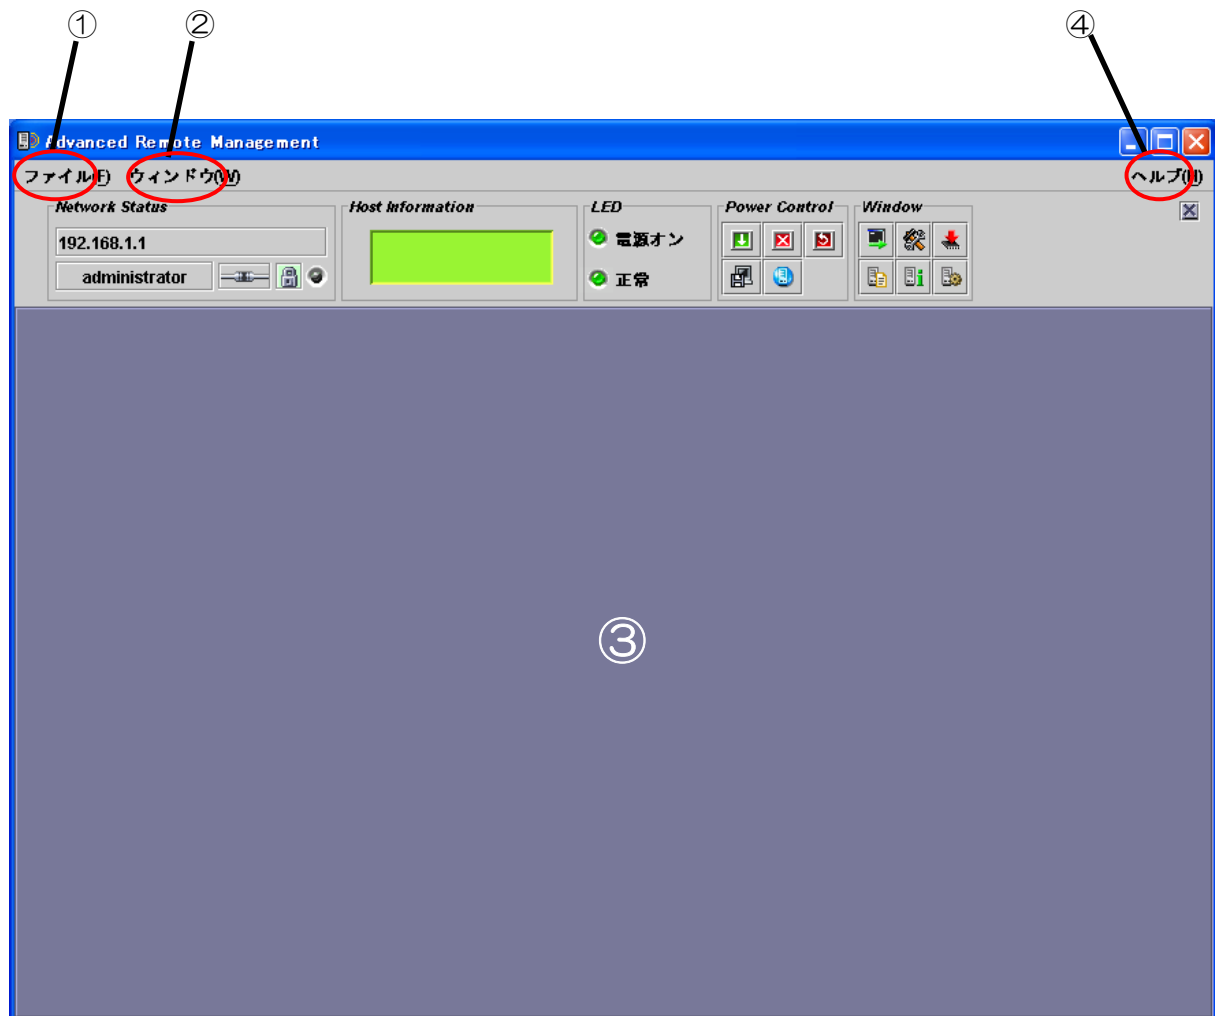 ① ② ④
Advanced Remote Management
ファイル(F) ウィンドウ(W) ヘルプ(H)
Network Status Host Information LED Power Control Window
192.168.1.1
電源オン
administrator
正常
③